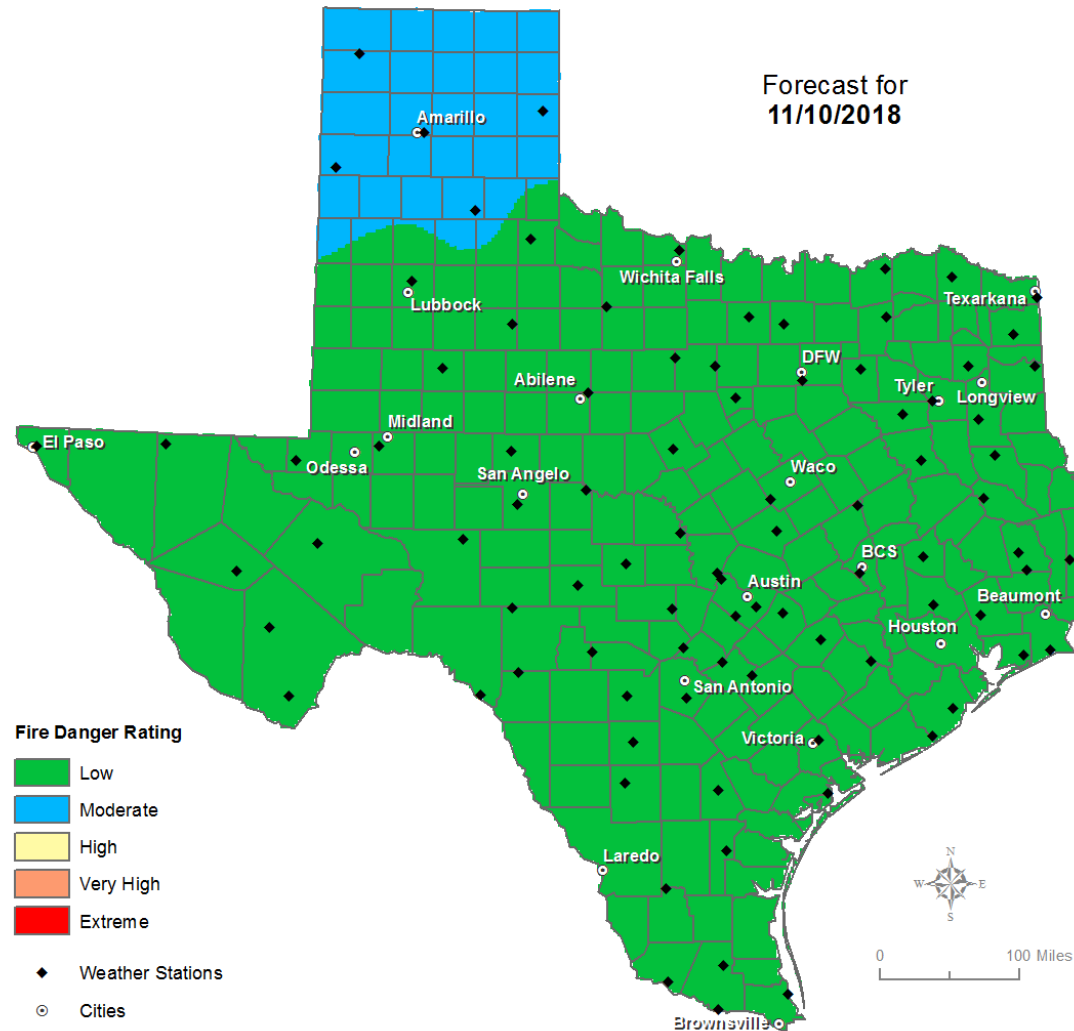 Forecast for
11/10/2018
Amarillo
Wichita Falls
Lubbock
Texarkana
DFW
Abilene
Tyler
Longview
Midland
El Paso
Odessa
San Angelo
Waco
BCS
Austin
Beaumont
Houston
San Antonio
Victoria
Laredo
Brownsville
Fire Danger Rating
Low
Moderate
High
Very High
Extreme
Weather Stations
Cities
N
W
E
S
0 100 Miles